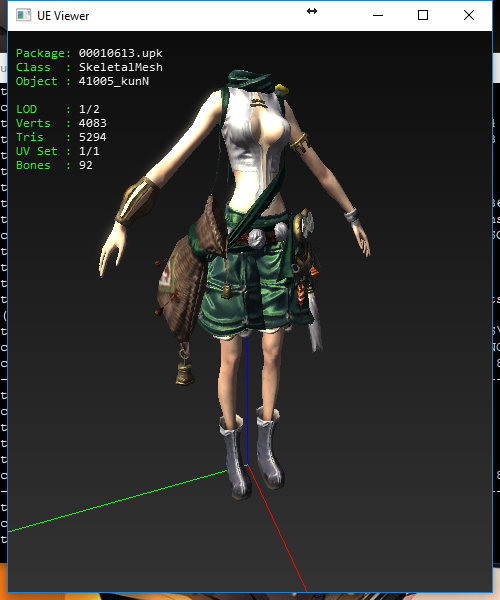 UE Viewer
Package: 00010613.upk
Class  : SkeletalMesh
Object : 41005_kunN
LOD    : 1/2
Verts  : 4083
Tris   : 5294
UV Set : 1/1
Bones  : 92